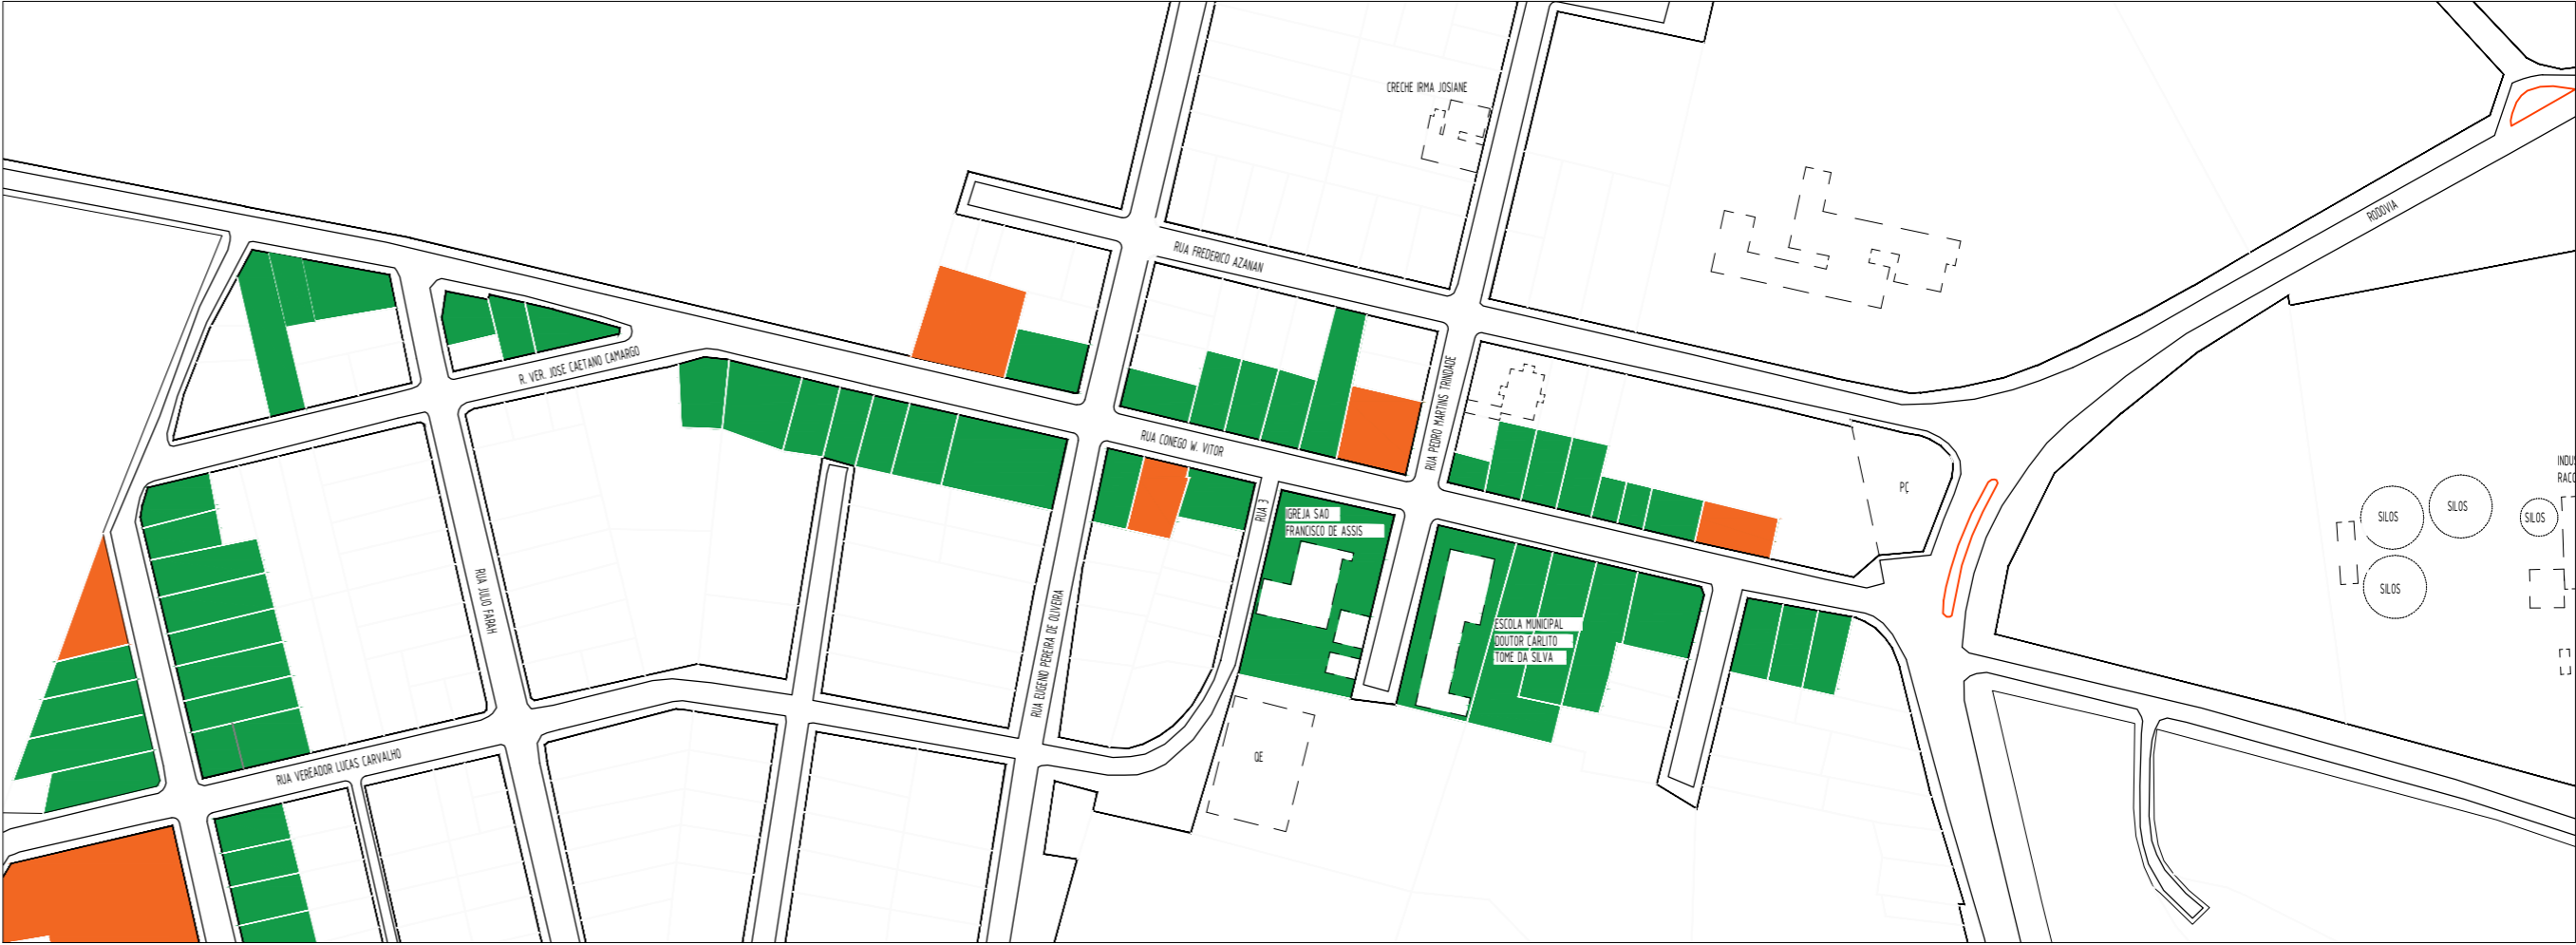 CRECHE IRMA JOSIANE
RODOVIA
RUA FREDERICO AZANAN
R. VER. JOSE CAETANO CAMARGO
RUA PEDRO MARTINS TRINDADE
RUA CONEGO W. VITOR
INDU
RAÇÕ
PÇ
RUA 3
IGREJA SAO
FRANCISCO DE ASSIS
SILOS
SILOS
SILOS
SILOS
RUA JULIO FARAH
RUA EUGENIO PEREIRA DE OLIVEIRA
ESCOLA MUNICIPAL
DOUTOR CARLITO
TOME DA SILVA
RUA VEREADOR LUCAS CARVALHO
QE